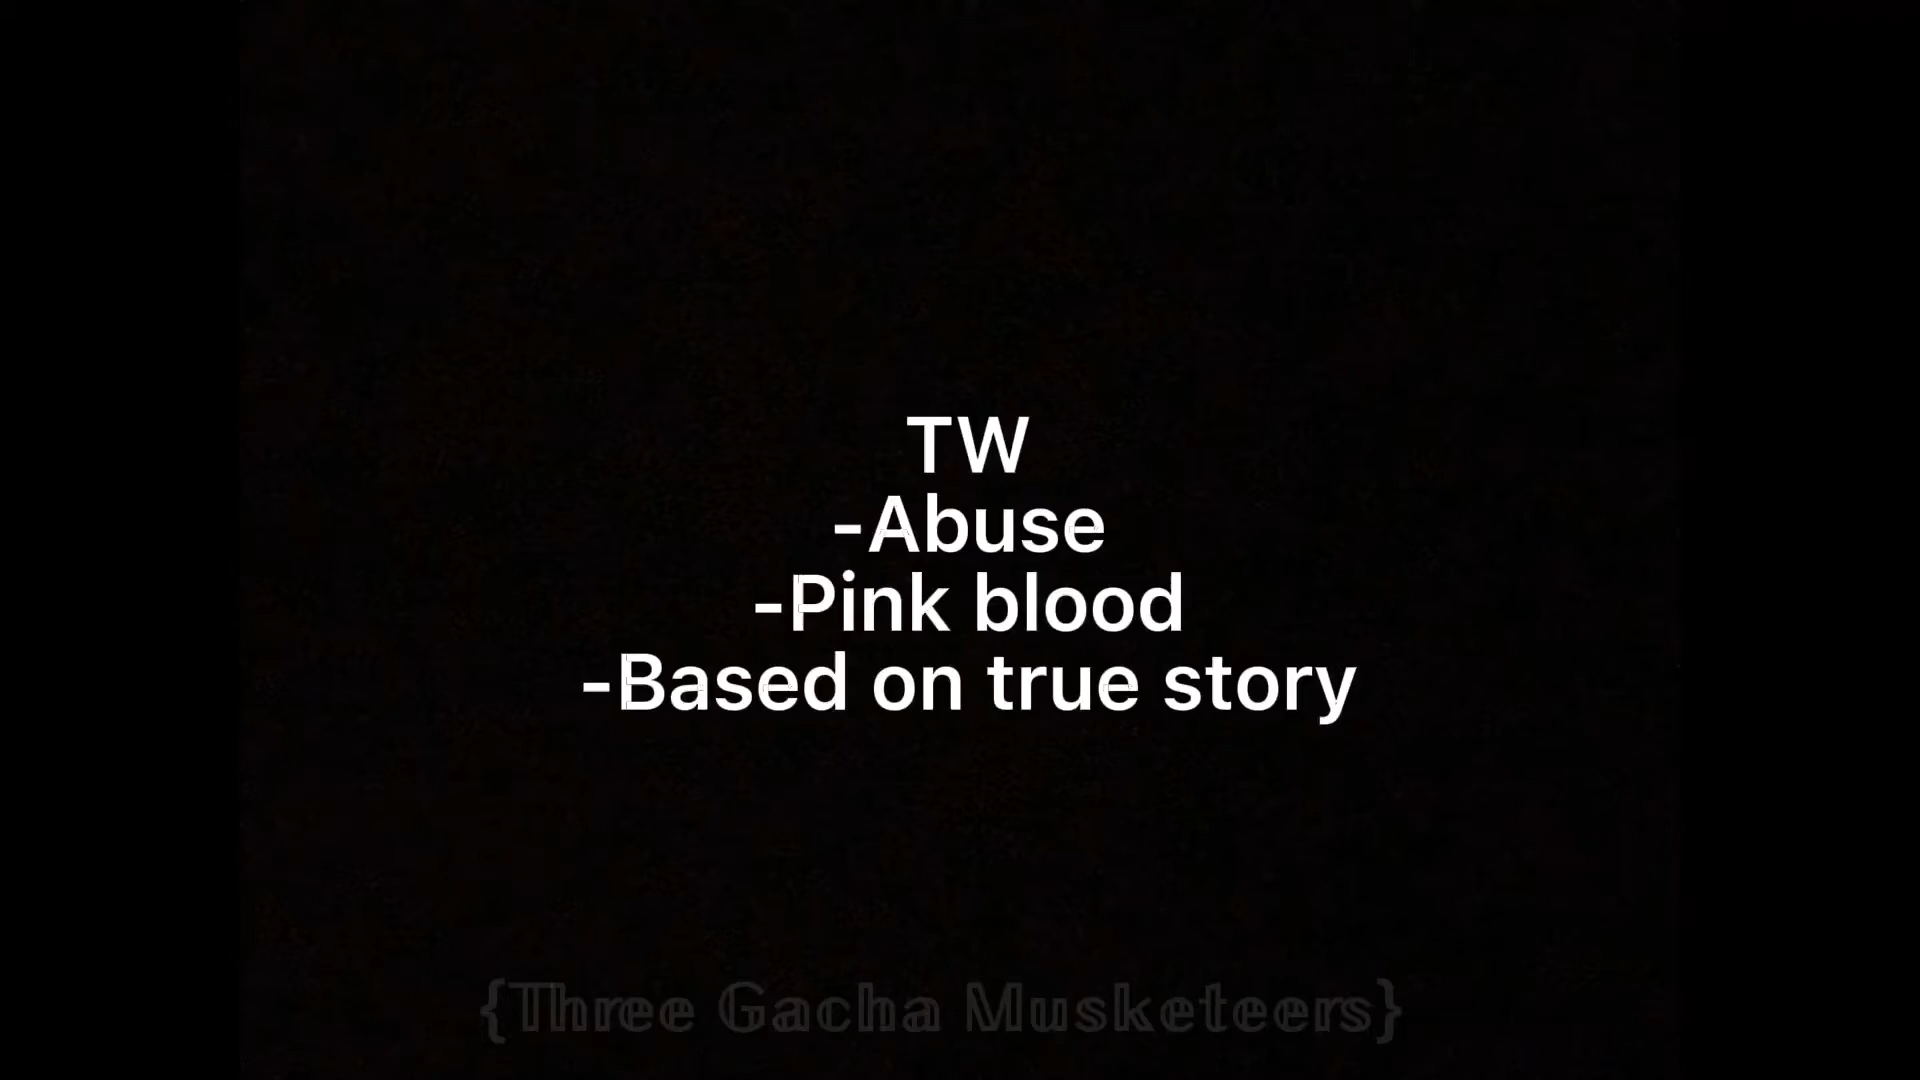 TW
-Abuse
-Pink blood
-Based on true story
{Three Gacha Musketeers}